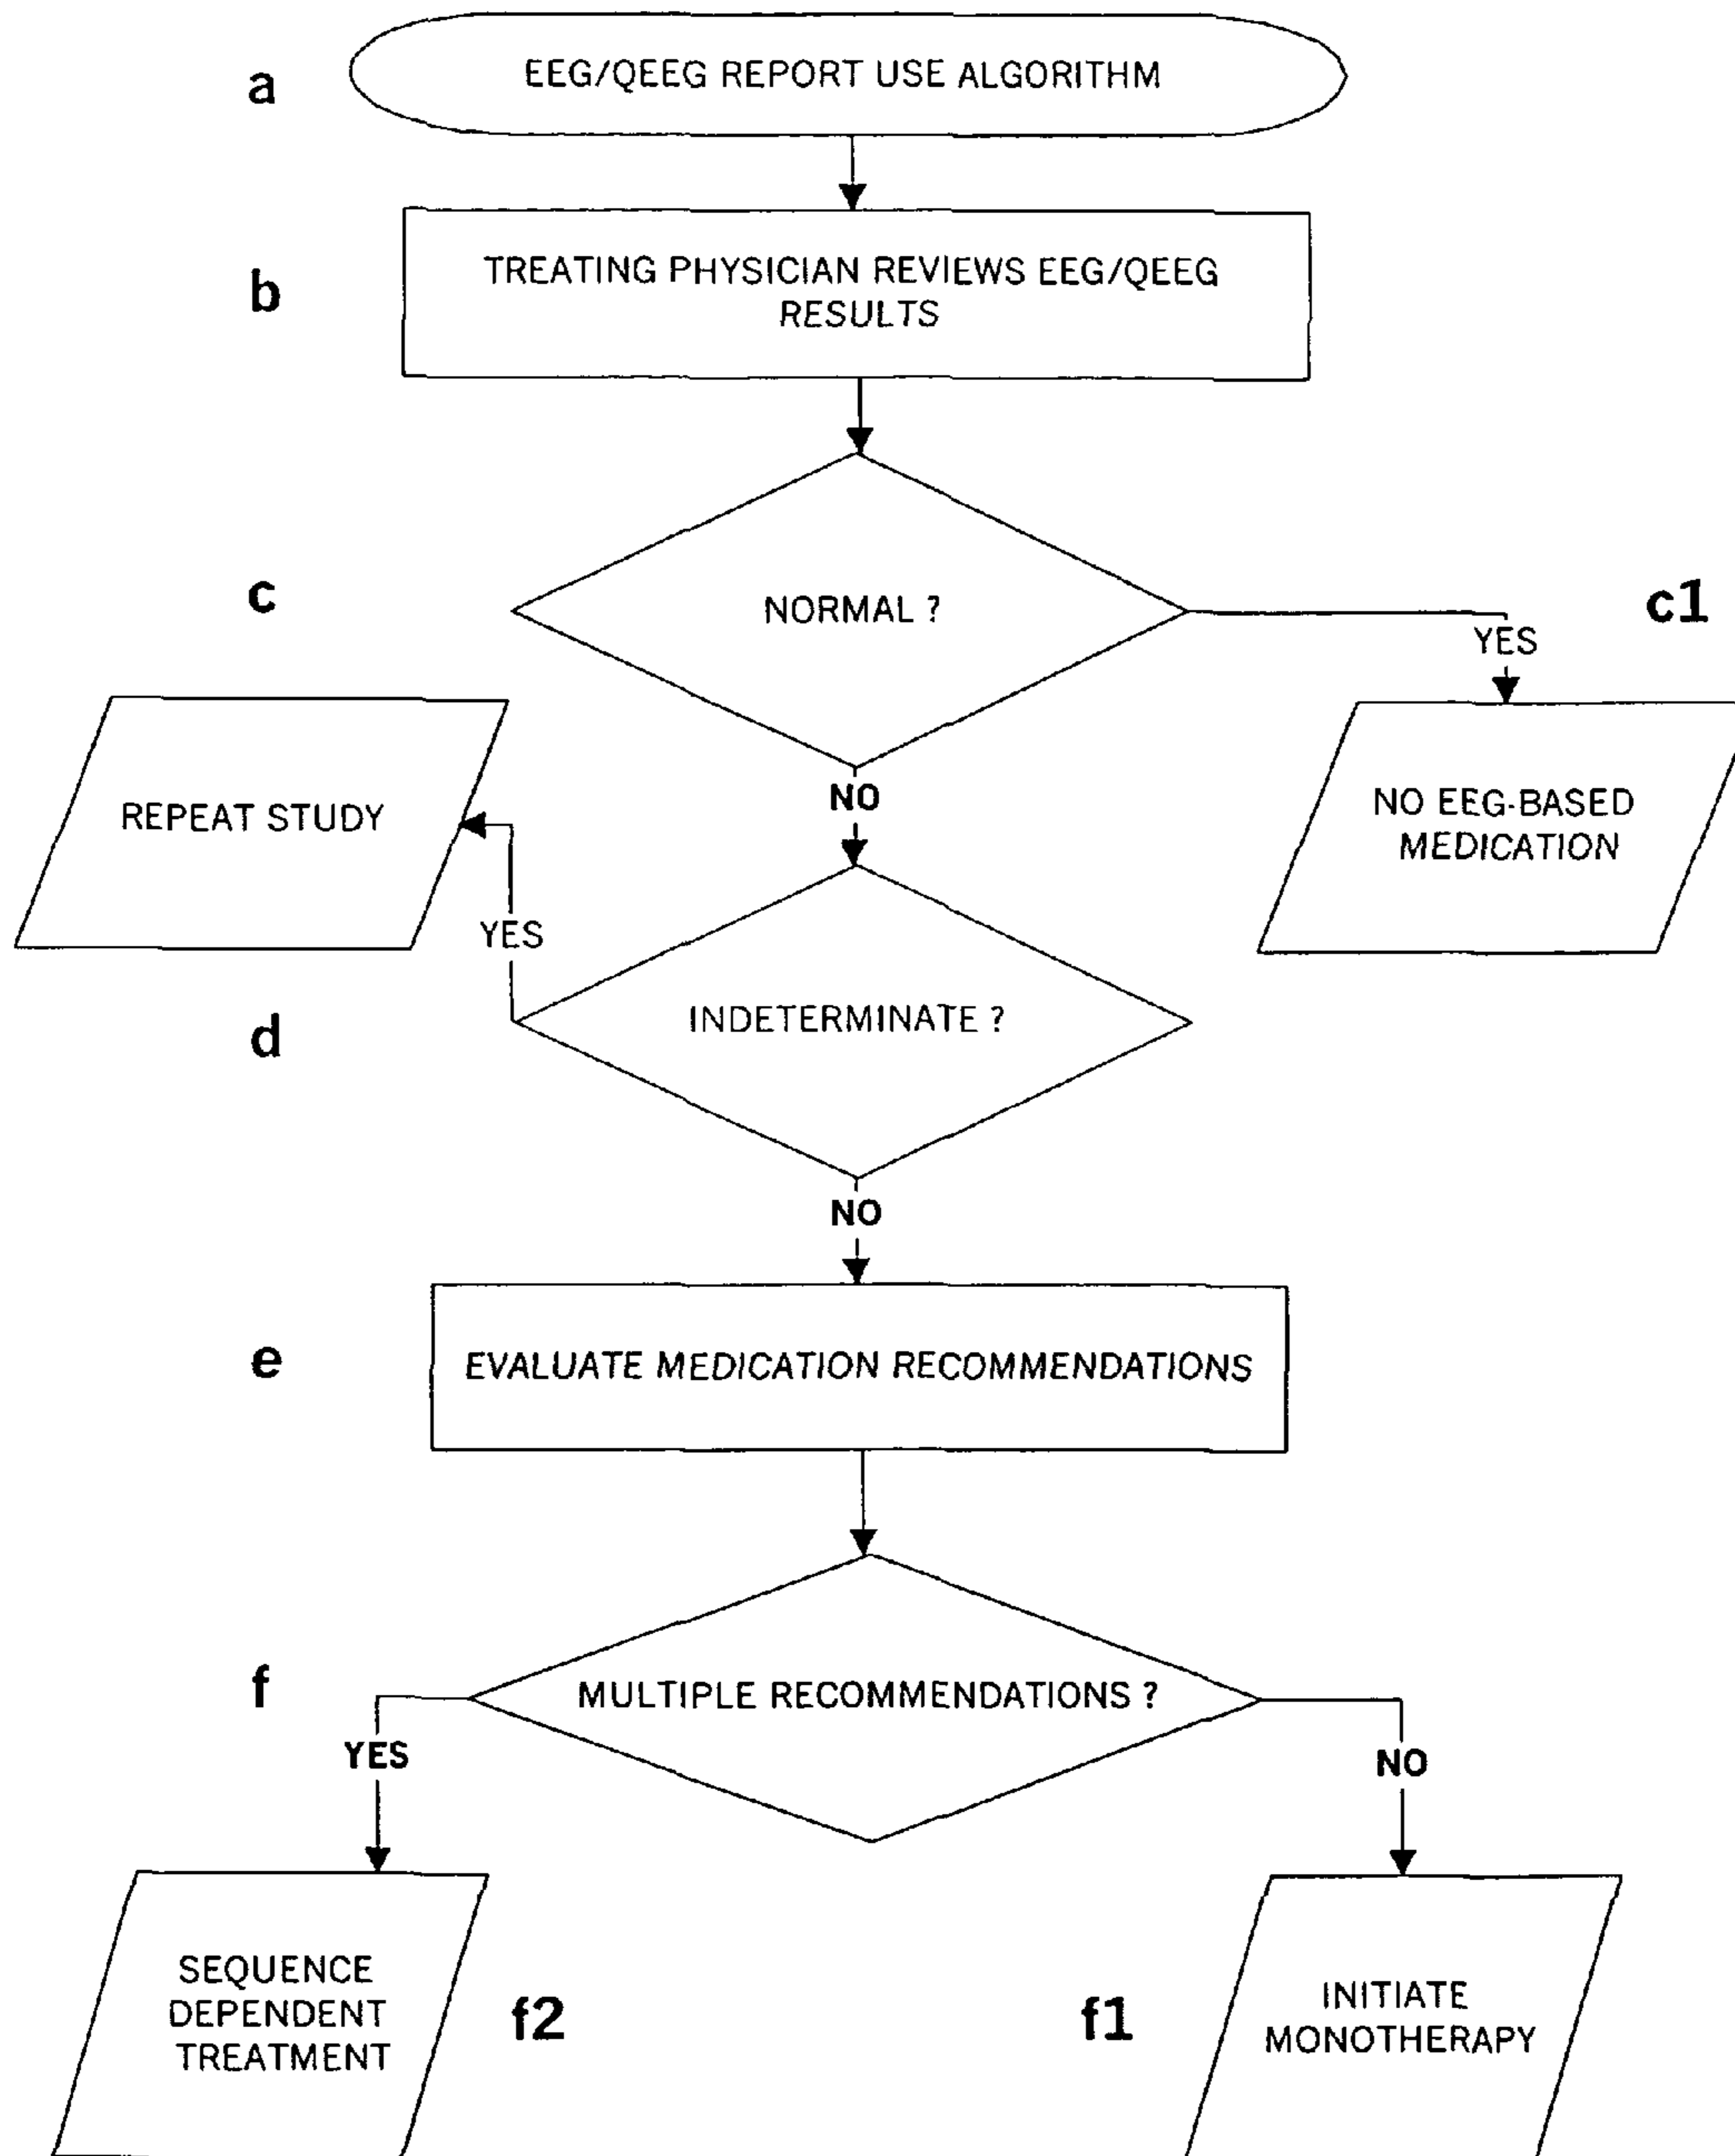 a
EEG/QEEG REPORT USE ALGORITHM
b
TREATING PHYSICIAN REVIEWS EEG/QEEG
RESULTS
c
NORMAL ?
c1
YES
NO
REPEAT STUDY
NO EEG-BASED
MEDICATION
YES
d
INDETERMINATE ?
NO
e
EVALUATE MEDICATION RECOMMENDATIONS
f
MULTIPLE RECOMMENDATIONS ?
YES
NO
SEQUENCE
DEPENDENT
TREATMENT
f2
f1
INITIATE
MONOTHERAPY